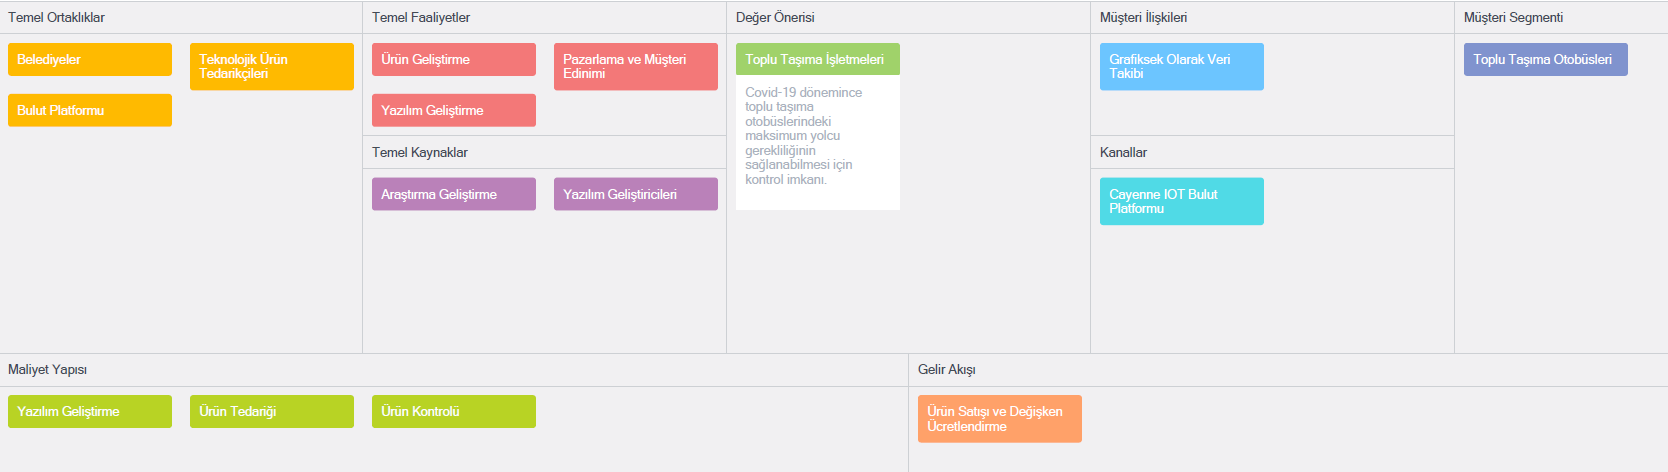 Temel Ortaklıklar
Belediyeler
Teknolojik Ürün
Tedarikçileri
Bulut Platformu
Temel Faaliyetler
Ürün Geliştirme
Pazarlama ve Müşteri
Edinimi
Yazılım Geliştirme
Temel Kaynaklar
Araştırma Geliştirme
Yazılım Geliştiricileri
Değer Önerisi
Toplu Taşıma İşletmeleri
Covid-19 dönemince
toplu taşıma
otobüslerindeki
maksimum yolcu
gerekliliğinin
sağlanabilmesi için
kontrol imkanı.
Müşteri İlişkileri
Grafiksek Olarak Veri
Takibi
Kanallar
Cayenne IOT Bulut
Platformu
Müşteri Segmenti
Toplu Taşıma Otobüsleri
Maliyet Yapısı
Yazılım Geliştirme
Ürün Tedariği
Ürün Kontrolü
Gelir Akışı
Ürün Satışı ve Değişken
Ücretlendirme